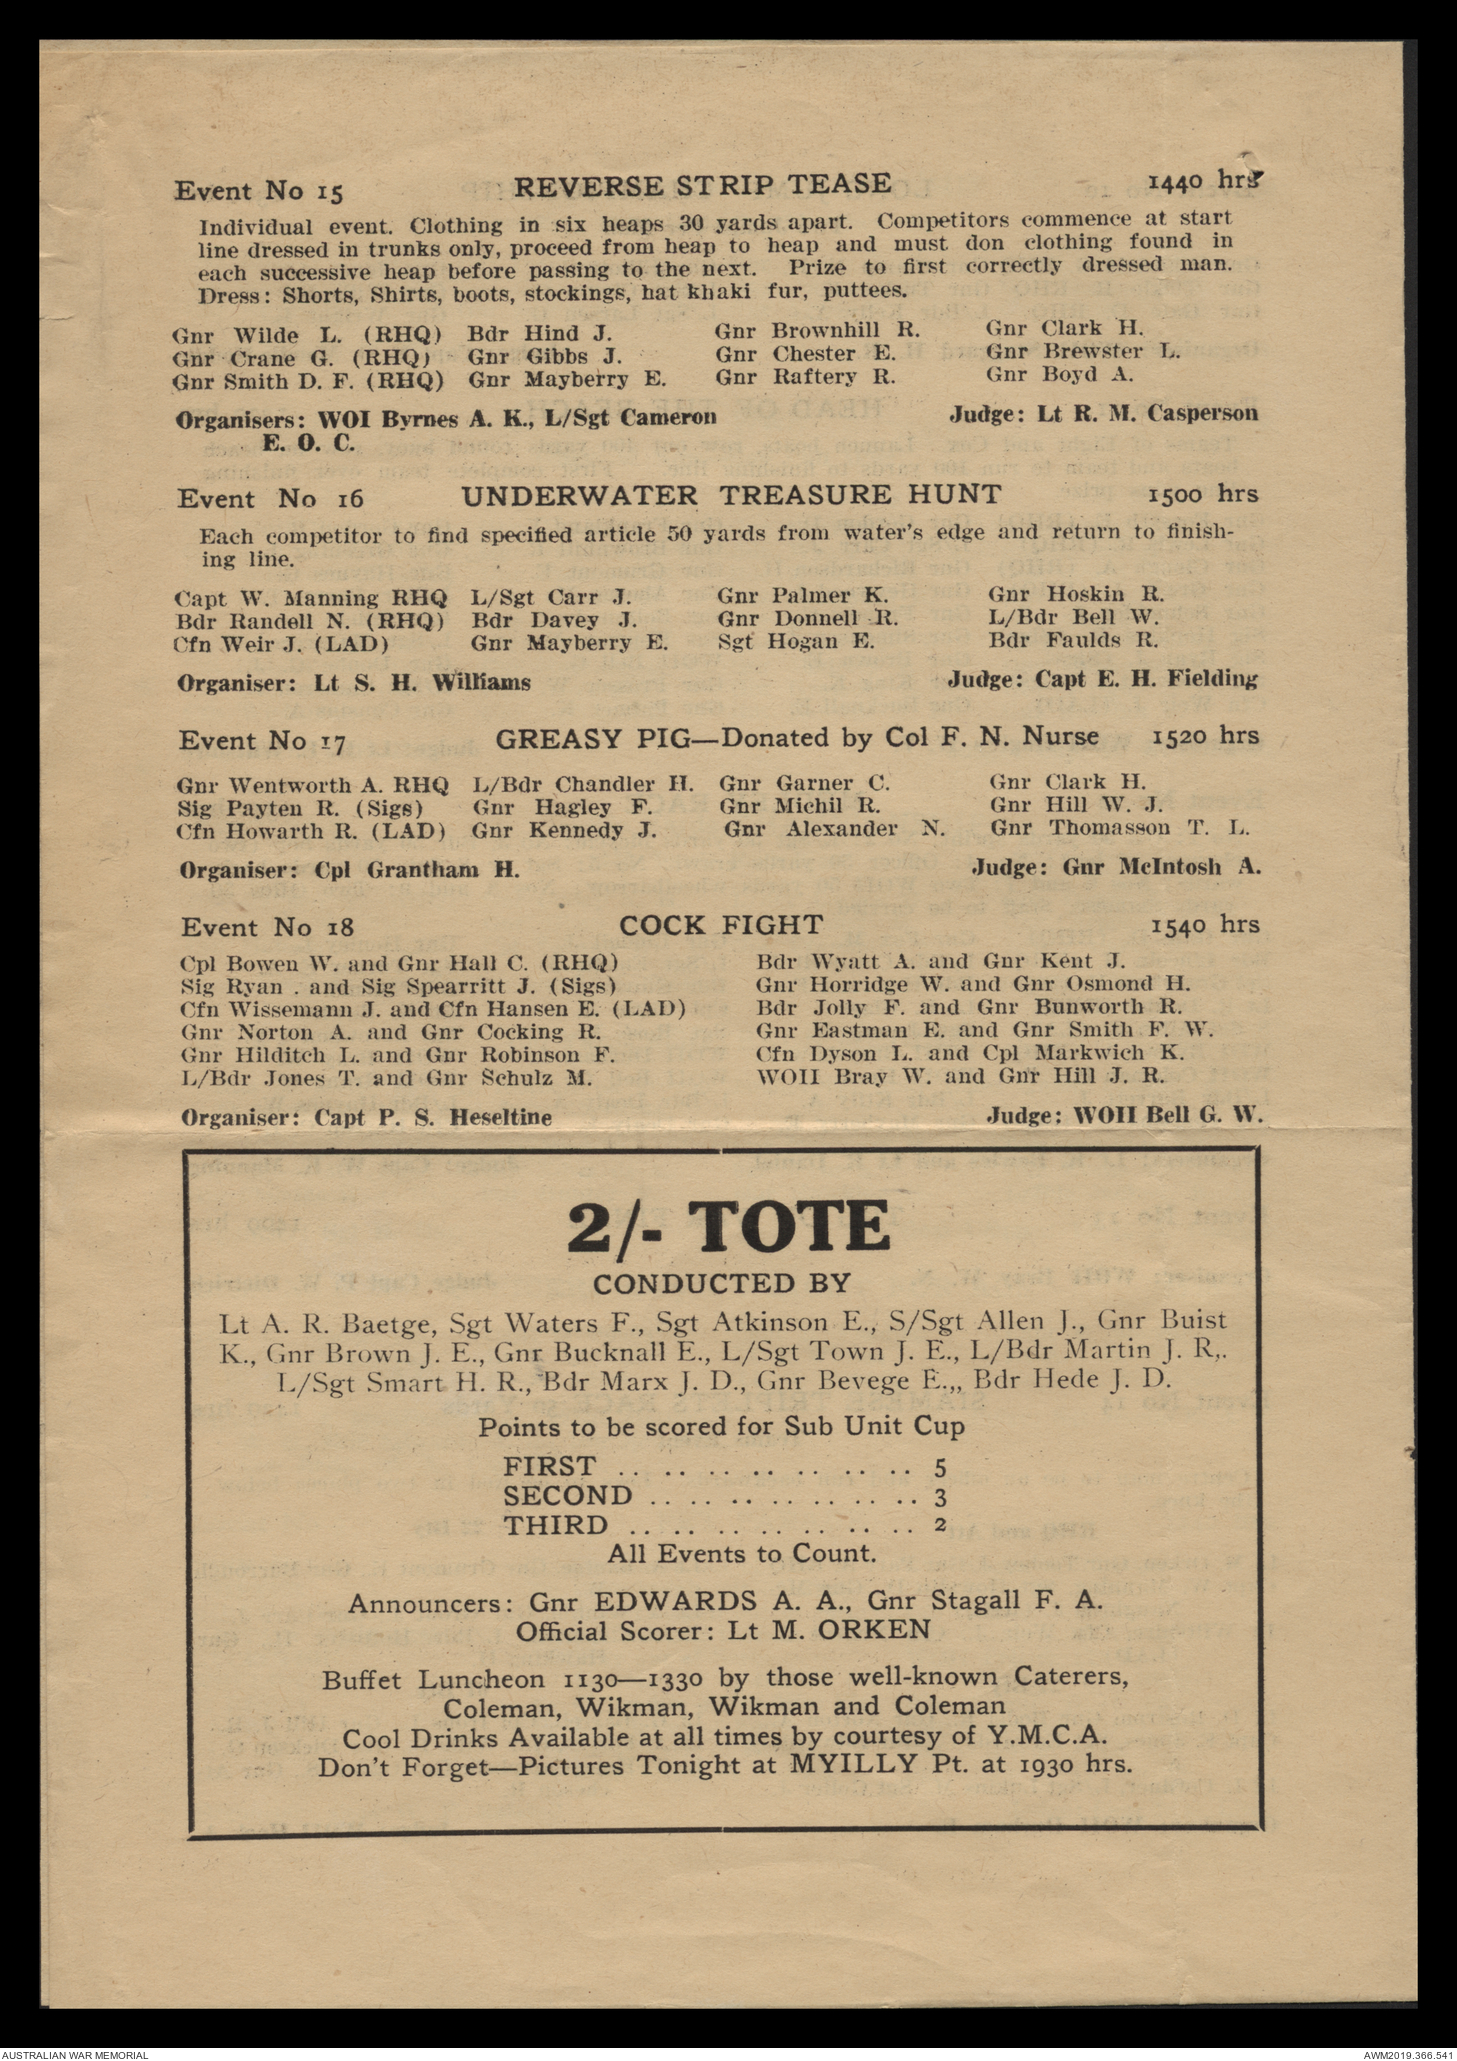 Event No 15 REVERSE STRIP TEASE 1440 hrs
Individual event. Clothing in six heaps 30 yards apart. Competitors commence at start
line dressed in trunks only, proceed from heap to heap and must don clothing found in
each successive heap before passing to the next. Prize to first correctly dressed man.
Dress: Shorts, Shirts, boots, stockings, hat khaki fur, puttees.
Gnr Wilde L. (RHQ) Bdr Hind J. Gnr Brownhill R. Gnr Clark H.
Gnr Crane G. (RHQ) Gnr Gibbs J. Gnr Chester E. Gnr Brewster L.
Gnr Smith D. F. (RHQ) Gnr Mayberry E. Gnr Raftery R. Gnr Boyd A.
Organisers: WOI Byrnes A. K., L/Sgt Cameron Judge: Lt R. M. Casperson
E. O. C.
Event No 16 UNDERWATER TREASURE HUNT 1500 hrs
Each competitor to find specified article 50 yards from water's edge and return to finish-
ing line.
Capt W. Manning RHQ L/Sgt Carr J. Gnr Palmer K. Gnr Hoskin R.
Bdr Randell N. (RHQ) Bdr Davey J. Gnr Donnell R. L/Bdr Bell W.
Cfn Weir J. (LAD) Gnr Mayberry E. Sgt Hogan E. Bdr Faulds R.
Organiser: Lt S. H. Williams Judge: Capt E. H. Fielding
Event No 17 GREASY PIG—Donated by Col F. N. Nurse 1520 hrs
Gnr Wentworth A. RHQ L/Bdr Chandler H. Gnr Garner C. Gnr Clark H.
Sig Payten R. (Sigs) Gnr Hagley F. Gnr Michil R. Gnr Hill W. J.
Cfn Howarth R. (LAD) Gnr Kennedy J. Gnr Alexander N. Gnr Thomasson T. L.
Organiser: Cpl Grantham H. Judge: Gnr McIntosh A.
Event No 18 COCK FIGHT 1540 hrs
Cpl Bowen W. and Gnr Hall C. (RHQ) Bdr Wyatt A. and Gnr Kent J.
Sig Ryan . and Sig Spearritt J. (Sigs) Gnr Horridge W. and Gnr Osmond H.
Cfn Wissemann J. and Cfn Hansen E. (LAD) Bdr Jolly F. and Gnr Bunworth R.
Gnr Norton A. and Gnr Cocking R. Gnr Eastman E. and Gnr Smith F. W.
Gnr Hilditch L. and Gnr Robinson F. Cfn Dyson L. and Cpl Markwich K.
L/Bdr Jones T. and Gnr Schulz M. WOII Bray W. and Gnr Hill J. R.
Organiser: Capt P. S. Heseltine Judge: WOII Bell G. W.
2/- TOTE
CONDUCTED BY
Lt A. R. Baetge, Sgt Waters F., Sgt Atkinson E., S/Sgt Allen J., Gnr Buist
K., Gnr Brown J. E., Gnr Bucknall E., L/Sgt Town J. E., L/Bdr Martin J. R,.
L/Sgt Smart H. R., Bdr Marx J. D., Gnr Bevege E.,, Bdr Hede J. D.
Points to be scored for Sub Unit Cup
FIRST .. .. .. .. .. .. .. 5
SECOND .. .. .. .. .. .. .. 3
THIRD .. .. .. .. .. .. .. 2
All Events to Count.
Announcers: Gnr EDWARDS A. A., Gnr Stagall F. A.
Official Scorer: Lt M. ORKEN
Buffet Luncheon 1130—1330 by those well-known Caterers,
Coleman, Wikman, Wikman and Coleman
Cool Drinks Available at all times by courtesy of Y.M.C.A.
Don't Forget—Pictures Tonight at MYILLY Pt. at 1930 hrs.
AUSTRALIAN WAR MEMORIAL AWM2019.366.541